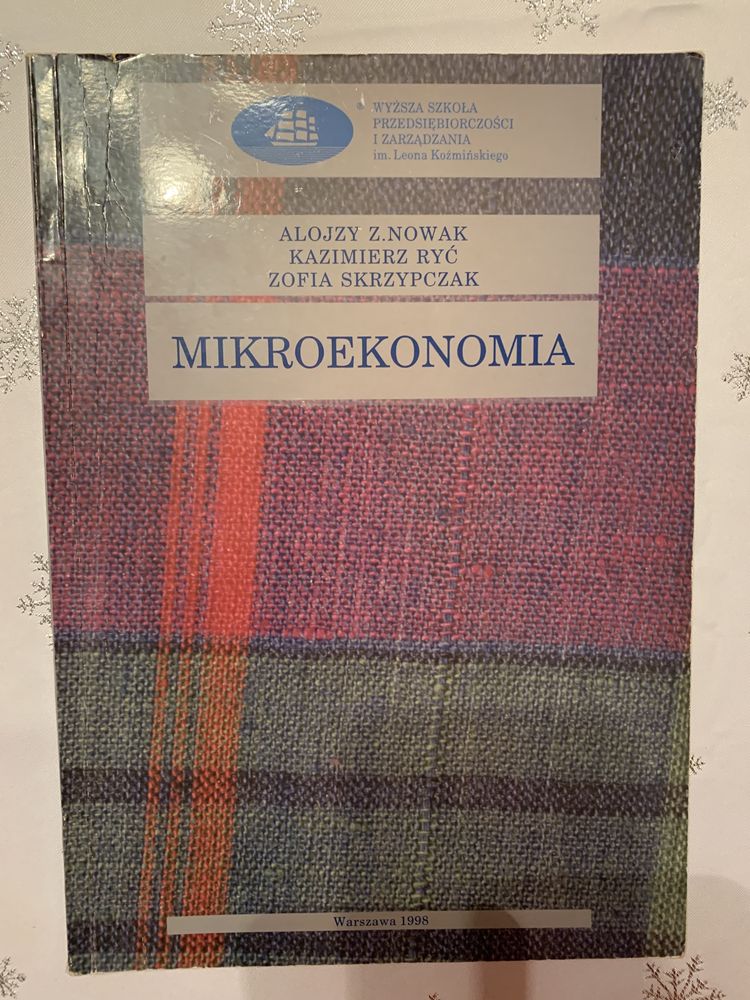 WYŻSZA SZKOŁA
PRZEDSIĘBIORCZOŚCI
I ZARZĄDZANIA
im. Leona Koźmińskiego
ALOJZY Z.NOWAK
KAZIMIERZ RYĆ
ZOFIA SKRZYPCZAK
MIKROEKONOMIA
Warszawa 1998